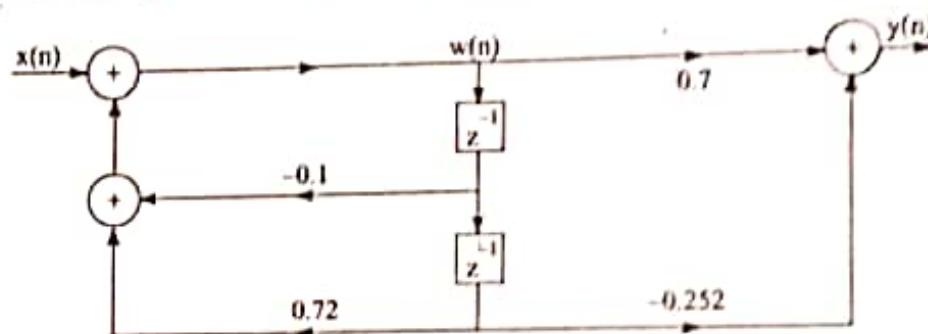 x(n)
+
w(n)
0.7
+
y(n)
z⁻¹
+
-0.1
z⁻¹
0.72
-0.252